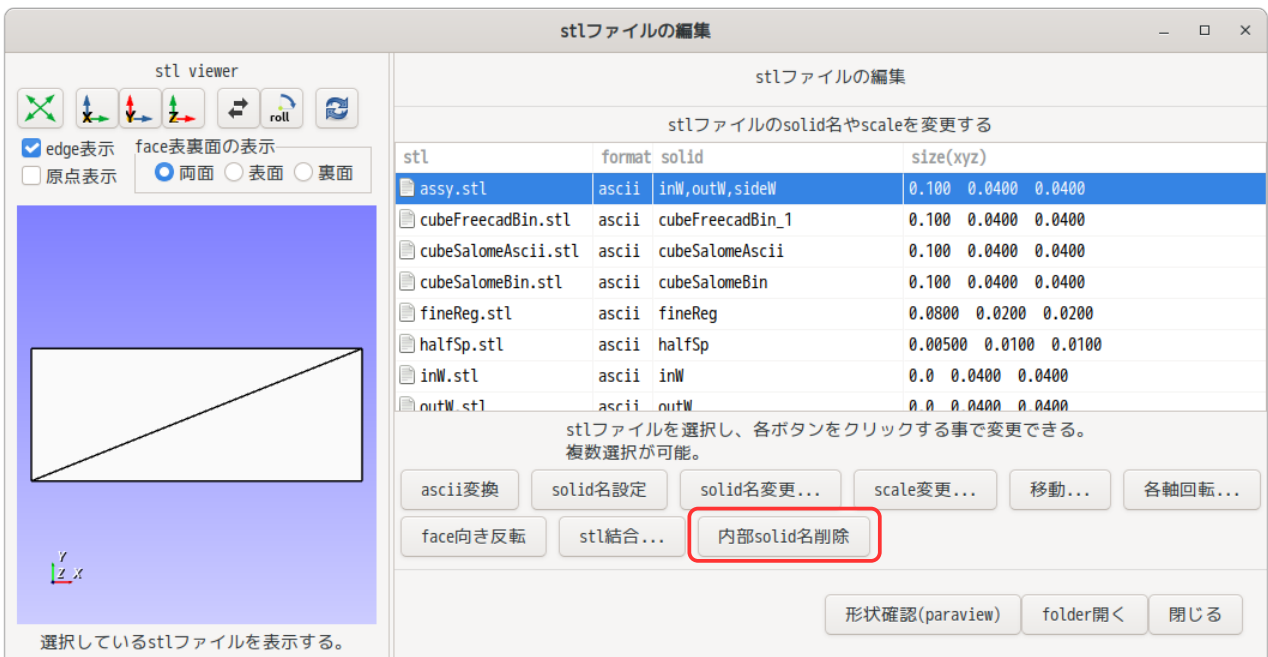 stlファイルの編集
stl viewer
X Y Z roll
edge表示
原点表示
face表裏面の表示
両面 表面 裏面
Y
Z X
選択しているstlファイルを表示する。
stlファイルの編集
stlファイルのsolid名やscaleを変更する
stl format solid size(xyz)
assy.stl ascii inW,outW,sideW 0.100 0.0400 0.0400
cubeFreecadBin.stl ascii cubeFreecadBin_1 0.100 0.0400 0.0400
cubeSalomeAscii.stl ascii cubeSalomeAscii 0.100 0.0400 0.0400
cubeSalomeBin.stl ascii cubeSalomeBin 0.100 0.0400 0.0400
fineReg.stl ascii fineReg 0.0800 0.0200 0.0200
halfSp.stl ascii halfSp 0.00500 0.0100 0.0100
inW.stl ascii inW 0.0 0.0400 0.0400
outW.stl ascii outW 0.0 0.0400 0.0400
stlファイルを選択し、各ボタンをクリックする事で変更できる。
複数選択が可能。
ascii変換 solid名設定 solid名変更... scale変更... 移動... 各軸回転...
face向き反転 stl結合... 内部solid名削除
形状確認(paraview) folder開く 閉じる